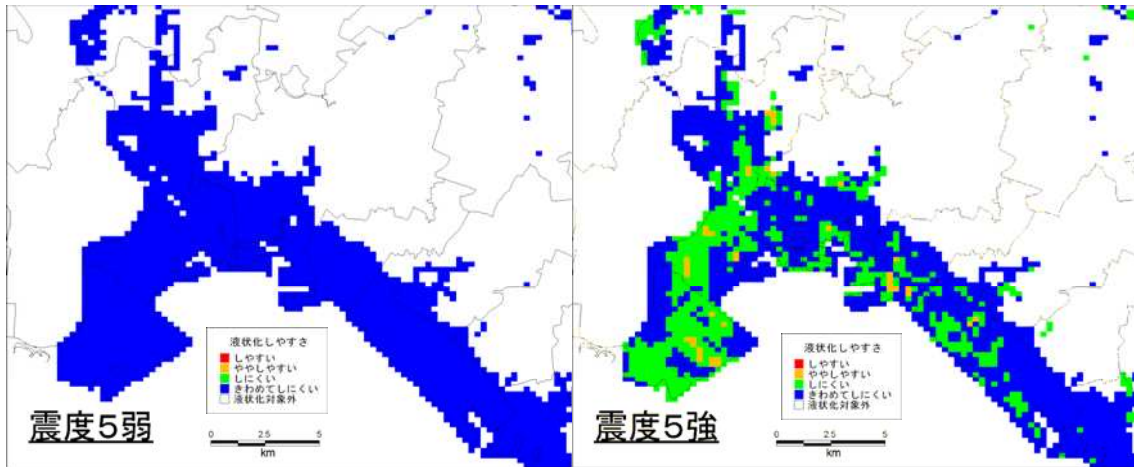 液状化しやすさ
しやすい
ややしやすい
しにくい
きわめてしにくい
液状化対象外
震度5弱
0 2.5 5
km
液状化しやすさ
しやすい
ややしやすい
しにくい
きわめてしにくい
液状化対象外
震度5強
0 2.5 5
km